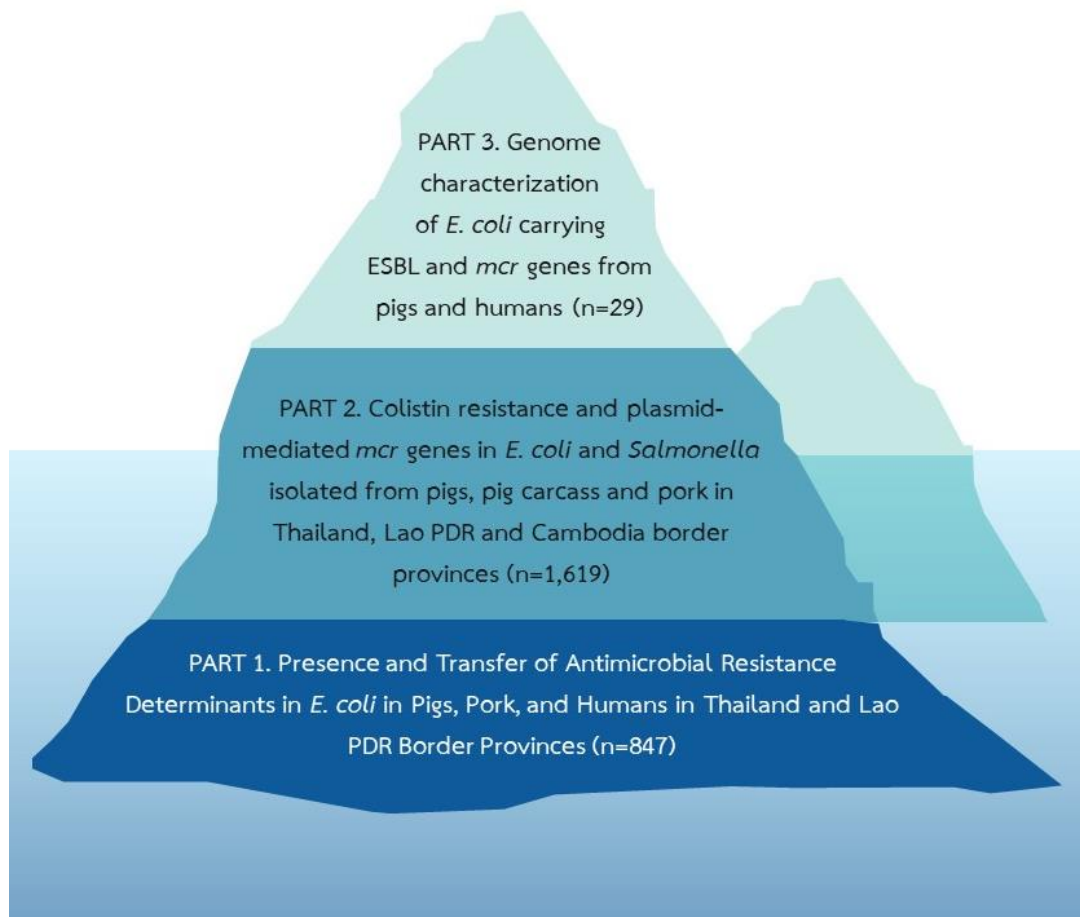 PART 3. Genome
characterization
of E. coli carrying
ESBL and mcr genes from
pigs and humans (n=29)
PART 2. Colistin resistance and plasmid-
mediated mcr genes in E. coli and Salmonella
isolated from pigs, pig carcass and pork in
Thailand, Lao PDR and Cambodia border
provinces (n=1,619)
PART 1. Presence and Transfer of Antimicrobial Resistance
Determinants in E. coli in Pigs, Pork, and Humans in Thailand and Lao
PDR Border Provinces (n=847)